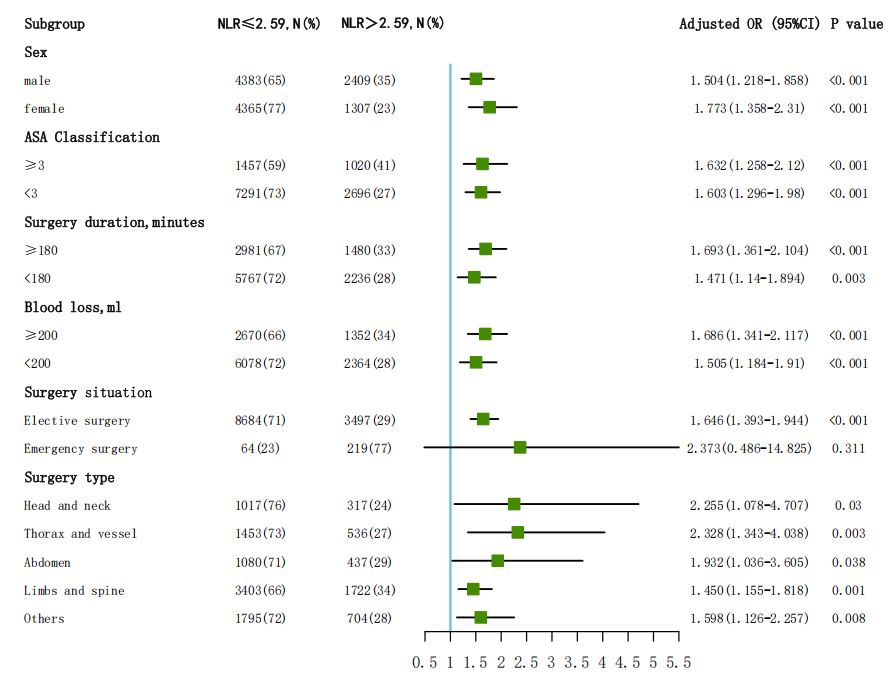 Subgroup NLR≤2.59,N(%) NLR>2.59,N(%) Adjusted OR (95%CI) P value
Sex
male 4383(65) 2409(35) 1.504(1.218-1.858) <0.001
female 4365(77) 1307(23) 1.773(1.358-2.31) <0.001
ASA Classification
≥3 1457(59) 1020(41) 1.632(1.258-2.12) <0.001
<3 7291(73) 2696(27) 1.603(1.296-1.98) <0.001
Surgery duration,minutes
≥180 2981(67) 1480(33) 1.693(1.361-2.104) <0.001
<180 5767(72) 2236(28) 1.471(1.14-1.894) 0.003
Blood loss,ml
≥200 2670(66) 1352(34) 1.686(1.341-2.117) <0.001
<200 6078(72) 2364(28) 1.505(1.184-1.91) <0.001
Surgery situation
Elective surgery 8684(71) 3497(29) 1.646(1.393-1.944) <0.001
Emergency surgery 64(23) 219(77) 2.373(0.486-14.825) 0.311
Surgery type
Head and neck 1017(76) 317(24) 2.255(1.078-4.707) 0.03
Thorax and vessel 1453(73) 536(27) 2.328(1.343-4.038) 0.003
Abdomen 1080(71) 437(29) 1.932(1.036-3.605) 0.038
Limbs and spine 3403(66) 1722(34) 1.450(1.155-1.818) 0.001
Others 1795(72) 704(28) 1.598(1.126-2.257) 0.008
0.5 1 1.5 2 2.5 3 3.5 4 4.5 5 5.5